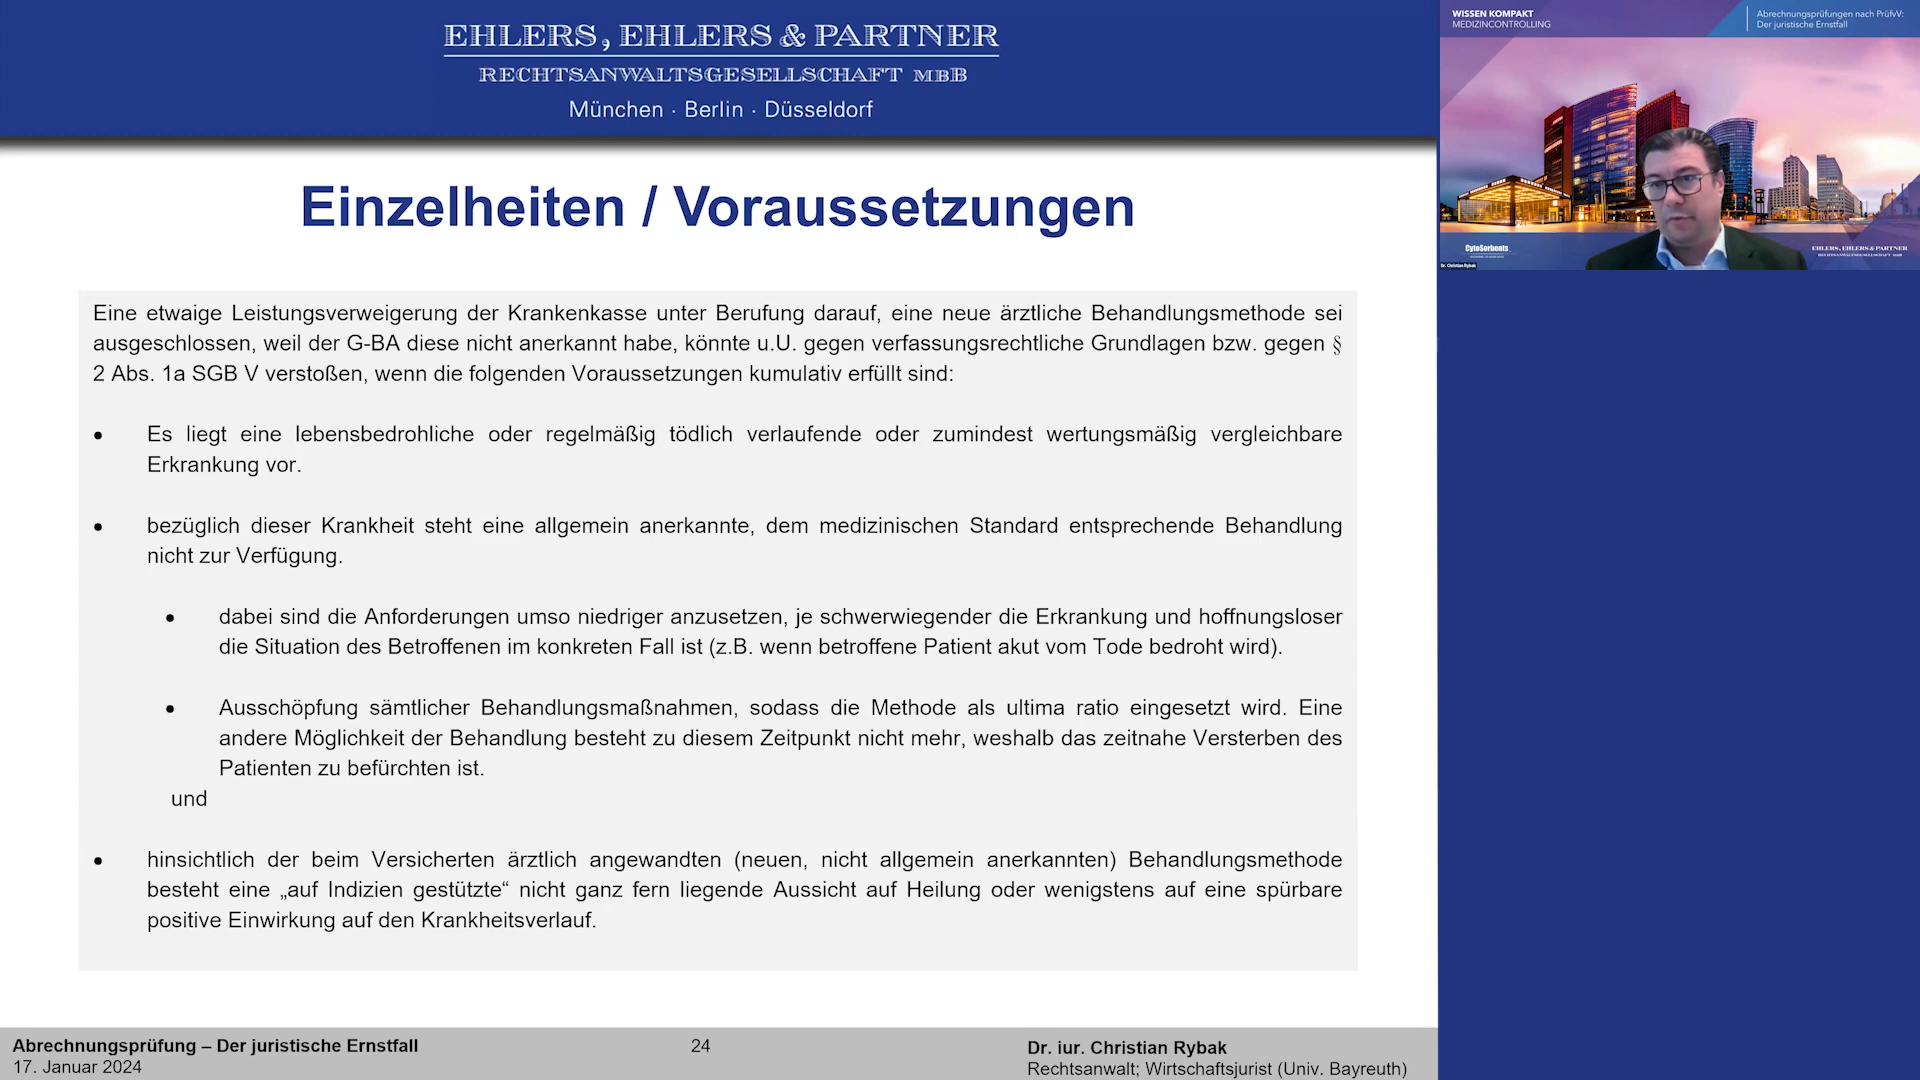 EHLERS, EHLERS & PARTNER
RECHTSANWALTSGESELLSCHAFT MBB
München · Berlin · Düsseldorf
Einzelheiten / Voraussetzungen
Eine etwaige Leistungsverweigerung der Krankenkasse unter Berufung darauf, eine neue ärztliche Behandlungsmethode sei
ausgeschlossen, weil der G-BA diese nicht anerkannt habe, könnte u.U. gegen verfassungsrechtliche Grundlagen bzw. gegen §
2 Abs. 1a SGB V verstoßen, wenn die folgenden Voraussetzungen kumulativ erfüllt sind:
• Es liegt eine lebensbedrohliche oder regelmäßig tödlich verlaufende oder zumindest wertungsmäßig vergleichbare
Erkrankung vor.
• bezüglich dieser Krankheit steht eine allgemein anerkannte, dem medizinischen Standard entsprechende Behandlung
nicht zur Verfügung.
• dabei sind die Anforderungen umso niedriger anzusetzen, je schwerwiegender die Erkrankung und hoffnungsloser
die Situation des Betroffenen im konkreten Fall ist (z.B. wenn betroffene Patient akut vom Tode bedroht wird).
• Ausschöpfung sämtlicher Behandlungsmaßnahmen, sodass die Methode als ultima ratio eingesetzt wird. Eine
andere Möglichkeit der Behandlung besteht zu diesem Zeitpunkt nicht mehr, weshalb das zeitnahe Versterben des
Patienten zu befürchten ist.
und
• hinsichtlich der beim Versicherten ärztlich angewandten (neuen, nicht allgemein anerkannten) Behandlungsmethode
besteht eine „auf Indizien gestützte“ nicht ganz fern liegende Aussicht auf Heilung oder wenigstens auf eine spürbare
positive Einwirkung auf den Krankheitsverlauf.
Abrechnungsprüfung – Der juristische Ernstfall
17. Januar 2024
24
Dr. iur. Christian Rybak
Rechtsanwalt; Wirtschaftsjurist (Univ. Bayreuth)
WISSEN KOMPAKT
MEDIZINCONTROLLING
Abrechnungsprüfungen nach PrüfvV:
Der juristische Ernstfall
CytoSorbents
EHLERS, EHLERS & PARTNER
RECHTSANWALTSGESELLSCHAFT MBB
Dr. Christian Rybak